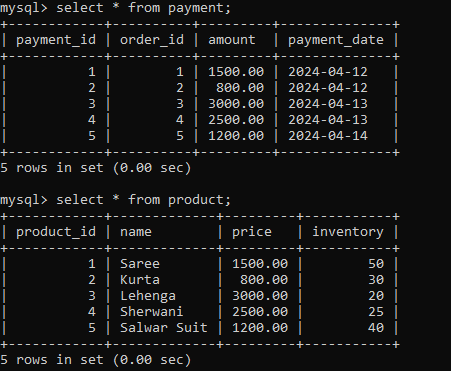 mysql> select * from payment;
+------------+----------+---------+--------------+
| payment_id | order_id | amount  | payment_date |
+------------+----------+---------+--------------+
|          1 |        1 | 1500.00 | 2024-04-12   |
|          2 |        2 |  800.00 | 2024-04-12   |
|          3 |        3 | 3000.00 | 2024-04-13   |
|          4 |        4 | 2500.00 | 2024-04-13   |
|          5 |        5 | 1200.00 | 2024-04-14   |
+------------+----------+---------+--------------+
5 rows in set (0.00 sec)

mysql> select * from product;
+------------+-------------+---------+-----------+
| product_id | name        | price   | inventory |
+------------+-------------+---------+-----------+
|          1 | Saree       | 1500.00 |        50 |
|          2 | Kurta       |  800.00 |        30 |
|          3 | Lehenga     | 3000.00 |        20 |
|          4 | Sherwani    | 2500.00 |        25 |
|          5 | Salwar Suit | 1200.00 |        40 |
+------------+-------------+---------+-----------+
5 rows in set (0.00 sec)